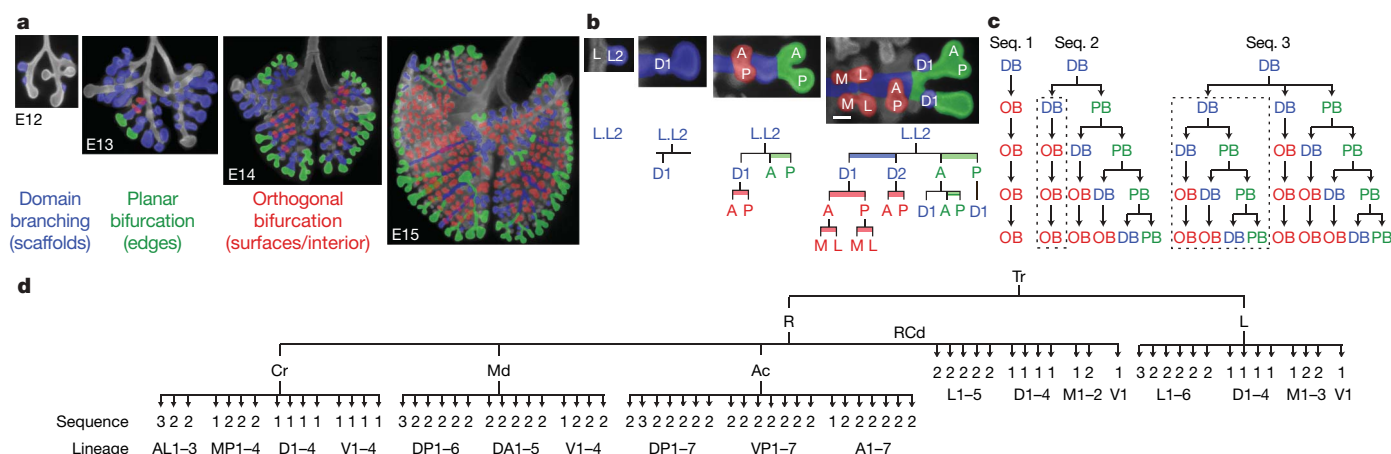 a
E12
E13
E14
E15
Domain branching (scaffolds)
Planar bifurcation (edges)
Orthogonal bifurcation (surfaces/interior)
b
L L2
D1
A P
A P
M L M L
A P
D1 D1
A P
L.L2 L.L2 L.L2 L.L2
D1
D1 A P
A P
D1 D2 A P
A P A P D1 A P D1
M L M L
c
Seq. 1 Seq. 2 Seq. 3
DB DB DB
OB DB PB DB DB PB
OB OB DB PB DB PB OB DB PB
OB OB OB DB PB OB DB PB OB OB DB PB
OB OB OB OB DB PB OB OB DB PB OB OB OB DB PB
d
Tr
R L
RCd
Cr Md Ac
2 2 2 2 2 1 1 1 1 1 2 1 3 2 2 2 2 2 1 1 1 1 1 2 2 1
L1–5 D1–4 M1–2 V1 L1–6 D1–4 M1–3 V1
Sequence 3 2 2 1 2 2 2 1 1 1 1 1 1 1 1 3 2 2 2 2 2 2 2 2 2 2 1 2 2 2 2 3 2 2 2 2 2 2 2 2 2 2 2 2 1 2 2 2 2 2 2
Lineage AL1–3 MP1–4 D1–4 V1–4 DP1–6 DA1–5 V1–4 DP1–7 VP1–7 A1–7